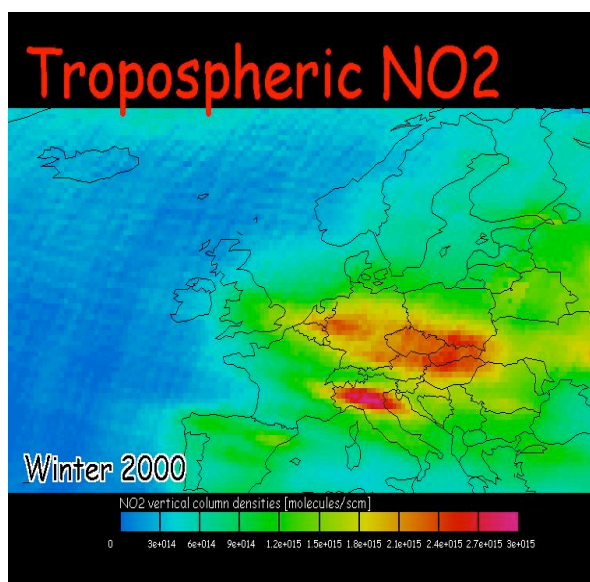 Tropospheric NO2
Winter 2000
NO2 vertical column densities [molecules/scm]
0 3e+014 6e+014 9e+014 1.2e+015 1.5e+015 1.8e+015 2.1e+015 2.4e+015 2.7e+015 3e+015